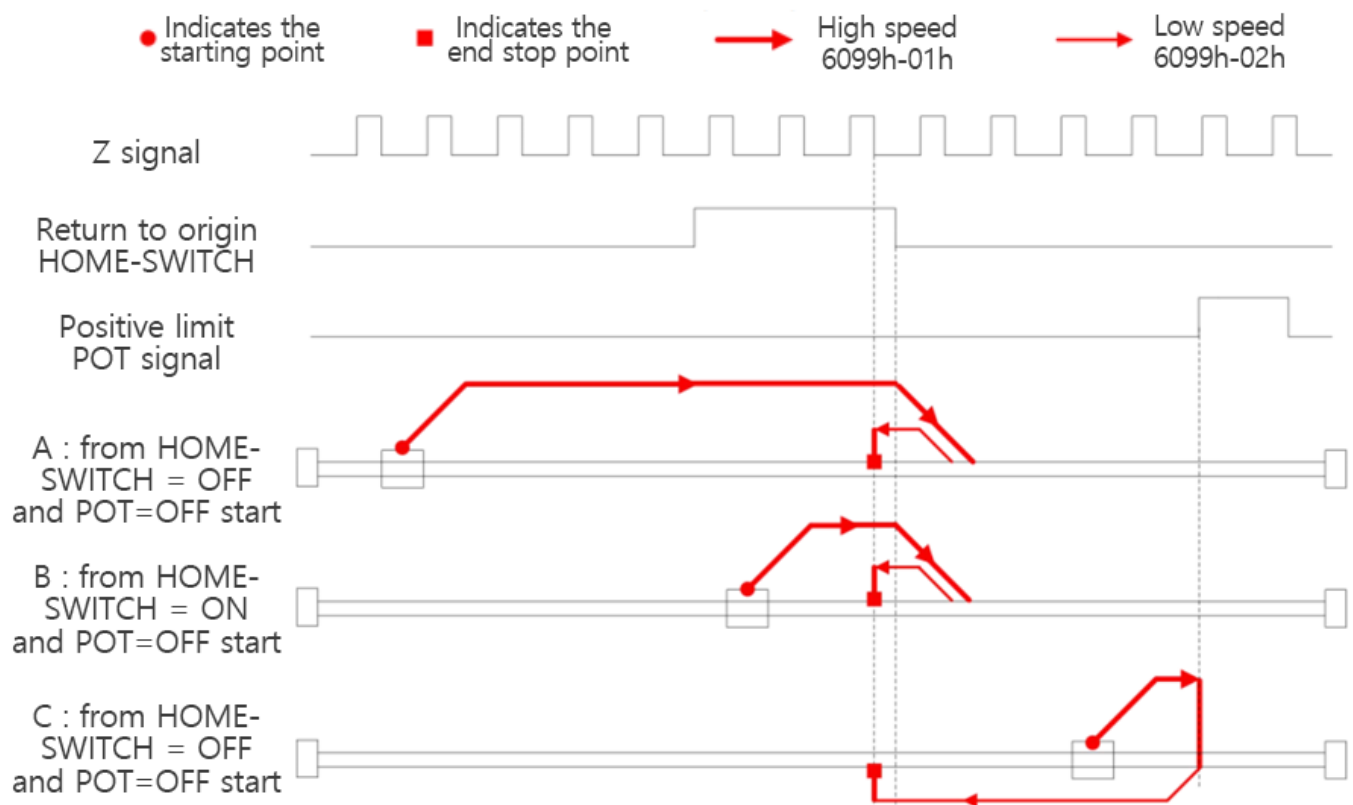 Indicates the
starting point
Indicates the
end stop point
High speed
6099h-01h
Low speed
6099h-02h
Z signal
Return to origin
HOME-SWITCH
Positive limit
POT signal
A : from HOME-
SWITCH = OFF
and POT=OFF start
B : from HOME-
SWITCH = ON
and POT=OFF start
C : from HOME-
SWITCH = OFF
and POT=OFF start